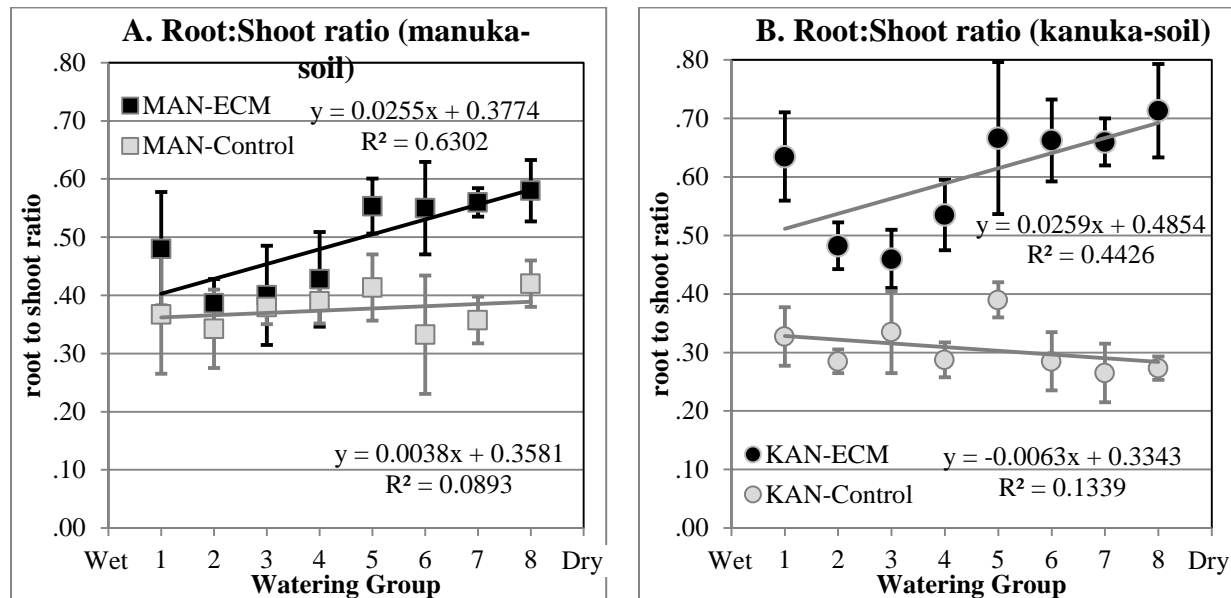 A. Root:Shoot ratio (manuka-
soil)
.80
.70
.60
.50
.40
.30
.20
.10
.00
root to shoot ratio
MAN-ECM
MAN-Control
y = 0.0255x + 0.3774
R² = 0.6302
y = 0.0038x + 0.3581
R² = 0.0893
Wet 1 2 3 4 5 6 7 8 Dry
Watering Group
B. Root:Shoot ratio (kanuka-soil)
.80
.70
.60
.50
.40
.30
.20
.10
.00
root to shoot ratio
y = 0.0259x + 0.4854
R² = 0.4426
KAN-ECM
KAN-Control
y = -0.0063x + 0.3343
R² = 0.1339
Wet 1 2 3 4 5 6 7 8 Dry
Watering Group